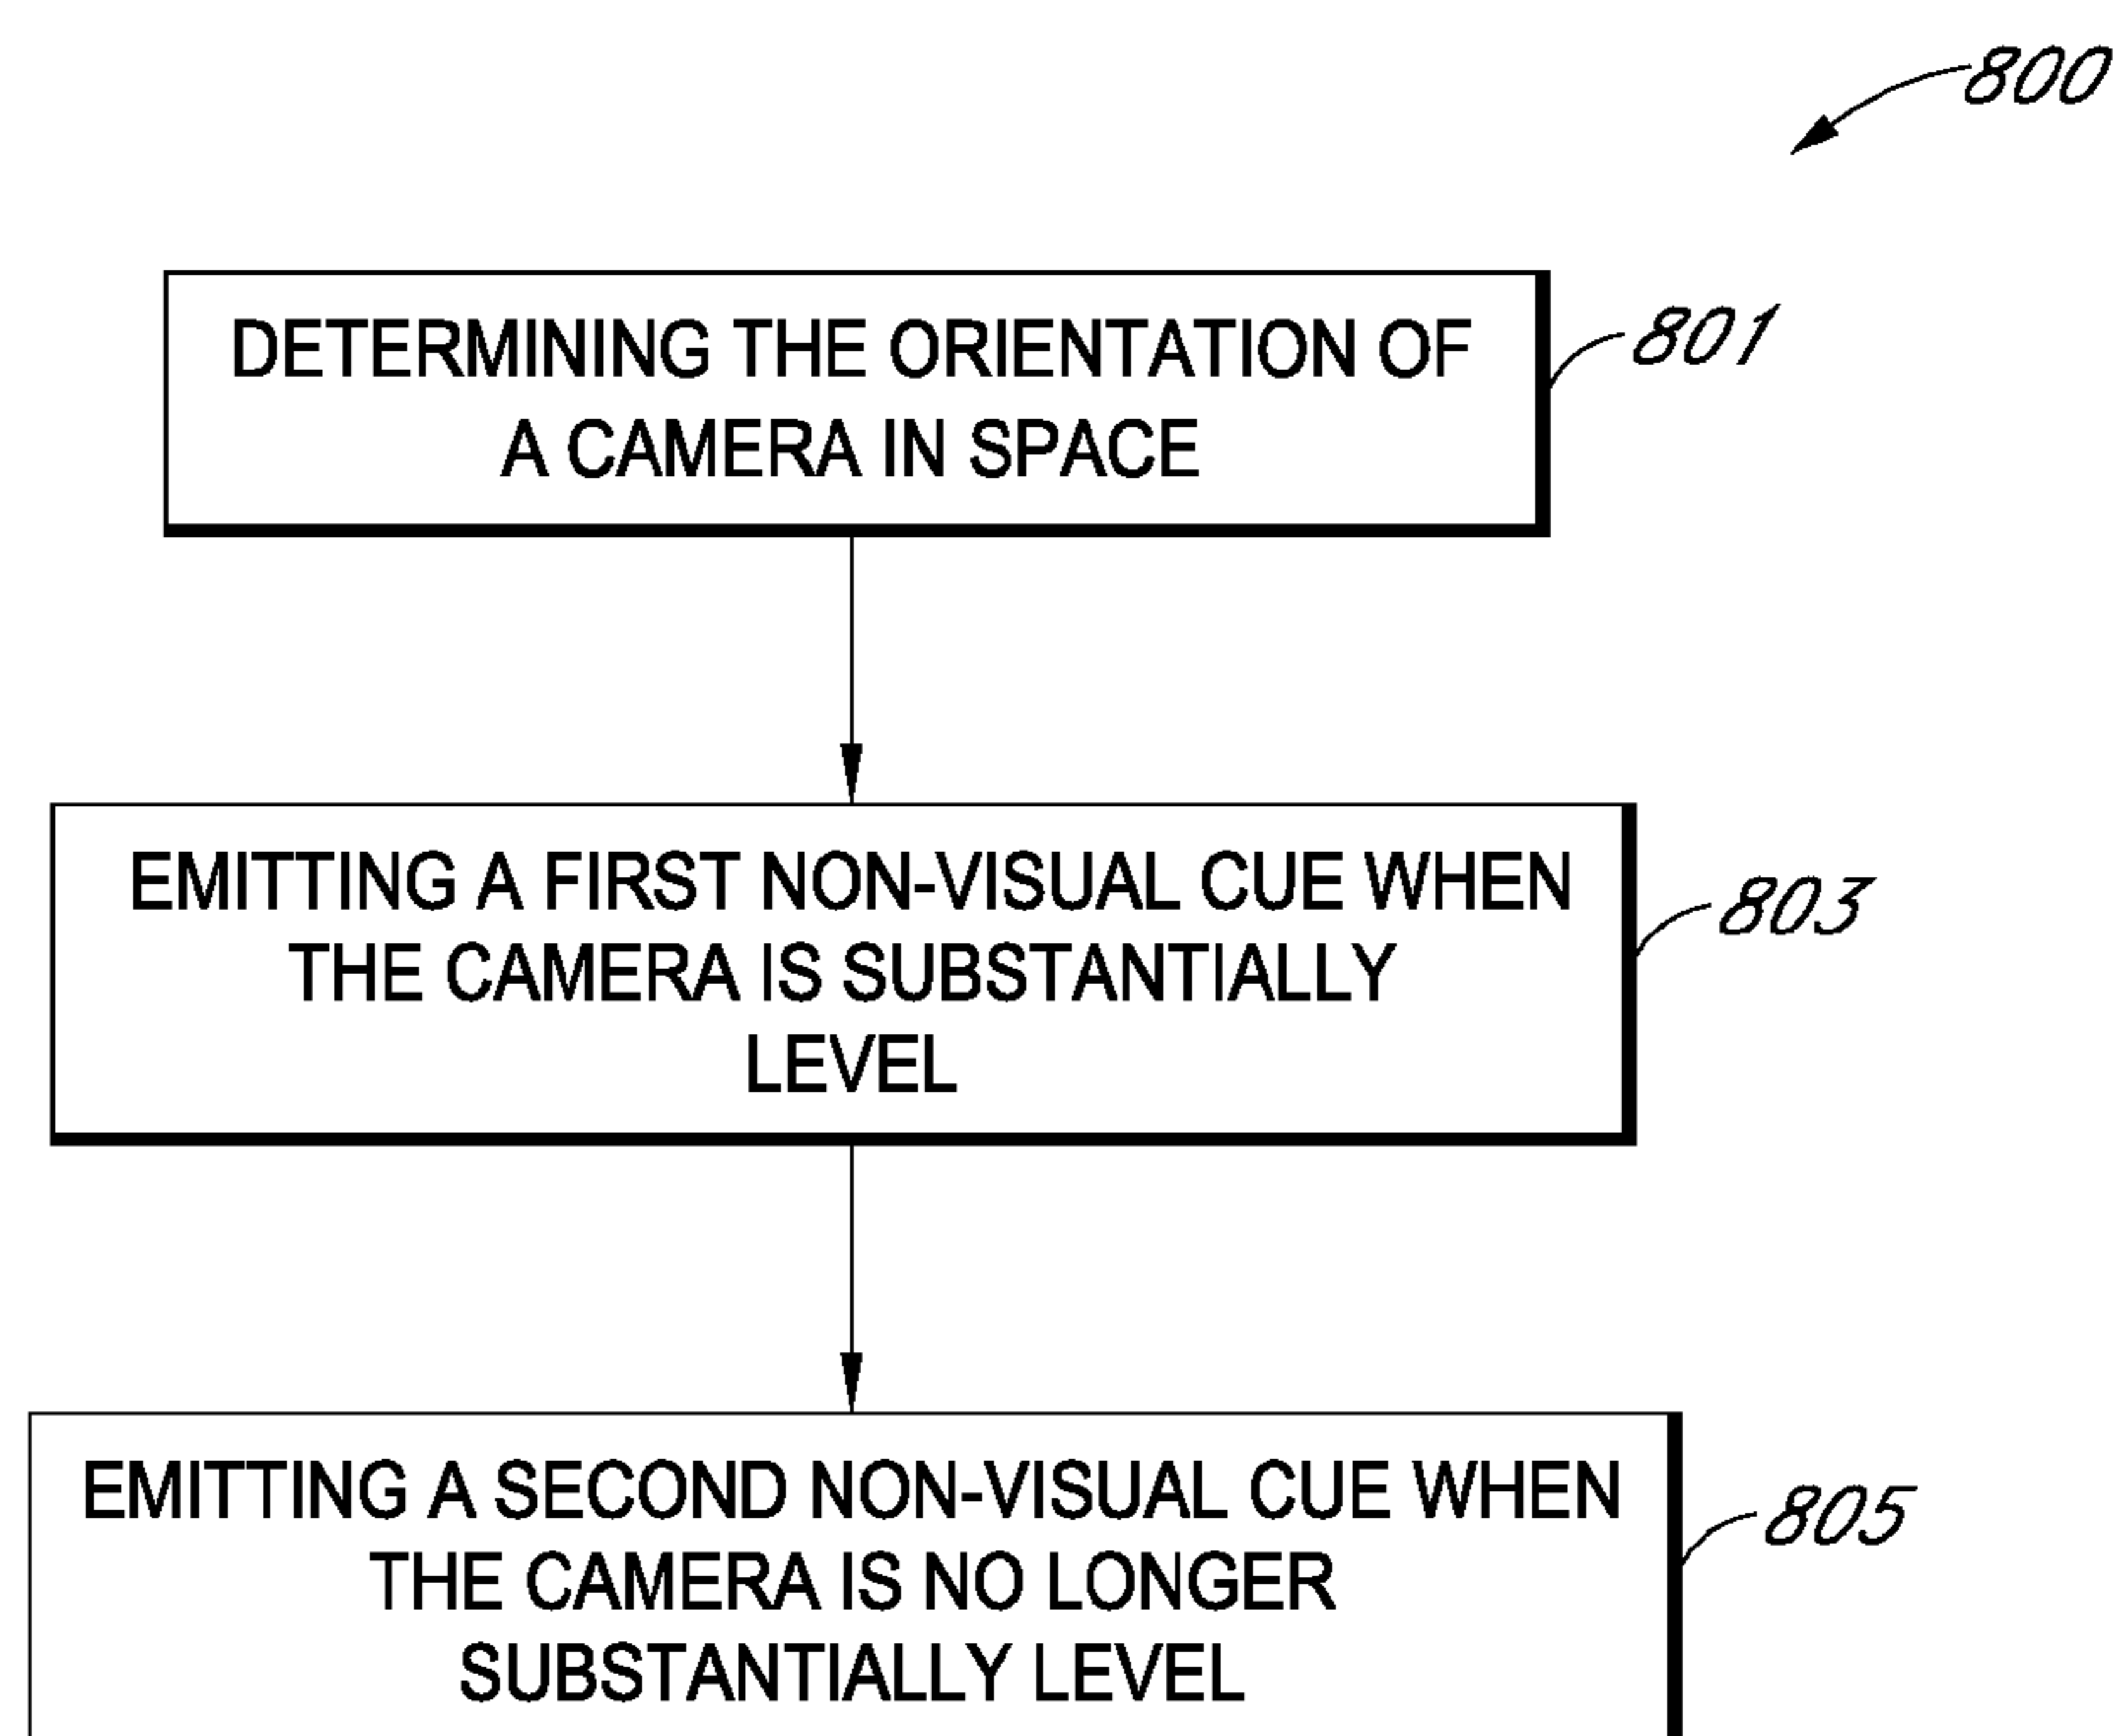 800
DETERMINING THE ORIENTATION OF
A CAMERA IN SPACE
801
EMITTING A FIRST NON-VISUAL CUE WHEN
THE CAMERA IS SUBSTANTIALLY
LEVEL
803
EMITTING A SECOND NON-VISUAL CUE WHEN
THE CAMERA IS NO LONGER
SUBSTANTIALLY LEVEL
805